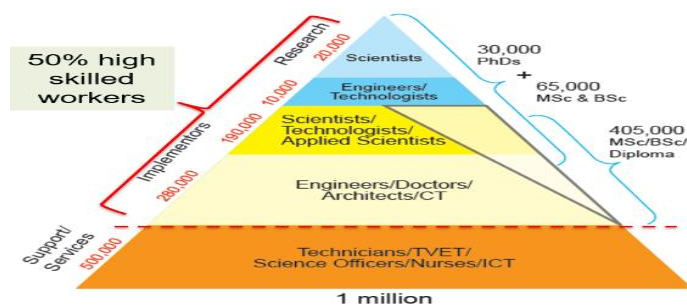 50% high
skilled
workers
Research
20,000
10,000
Implementors
190,000
280,000
Support/
Services
500,000
Scientists
Engineers/
Technologists
Scientists/
Technologists/
Applied Scientists
Engineers/Doctors/
Architects/CT
Technicians/TVET/
Science Officers/Nurses/ICT
30,000
PhDs
+
65,000
MSc & BSc
405,000
MSc/BSc/
Diploma
1 million